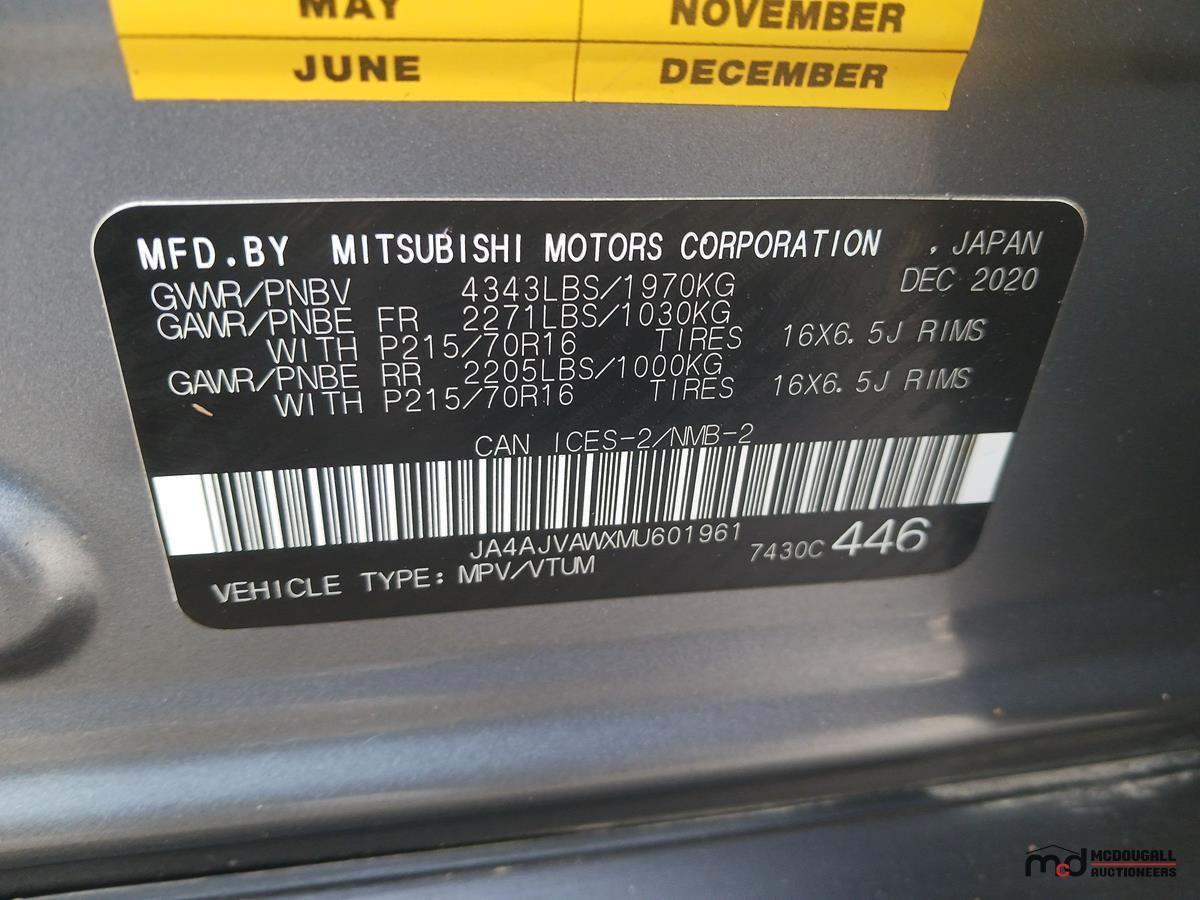 MAY NOVEMBER
JUNE DECEMBER
MFD.BY MITSUBISHI MOTORS CORPORATION , JAPAN
GVWR/PNBV 4343LBS/1970KG DEC 2020
GAWR/PNBE FR 2271LBS/1030KG
WITH P215/70R16 TIRES 16X6.5J RIMS
GAWR/PNBE RR 2205LBS/1000KG
WITH P215/70R16 TIRES 16X6.5J RIMS
CAN ICES-2/NMB-2
JA4AJVAWXMU601961
7430C 446
VEHICLE TYPE: MPV/VTUM
mcd MCDOUGALL
AUCTIONEERS